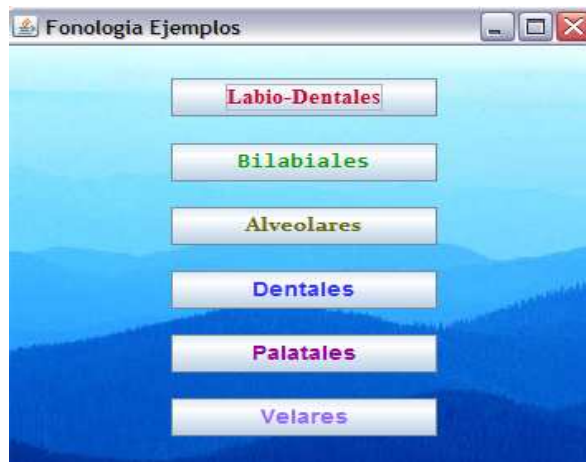 Fonologia Ejemplos
Labio-Dentales
Bilabiales
Alveolares
Dentales
Palatales
Velares